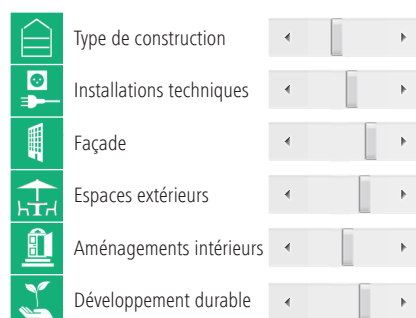 Type de construction
Installations techniques
Façade
Espaces extérieurs
Aménagements intérieurs
Développement durable